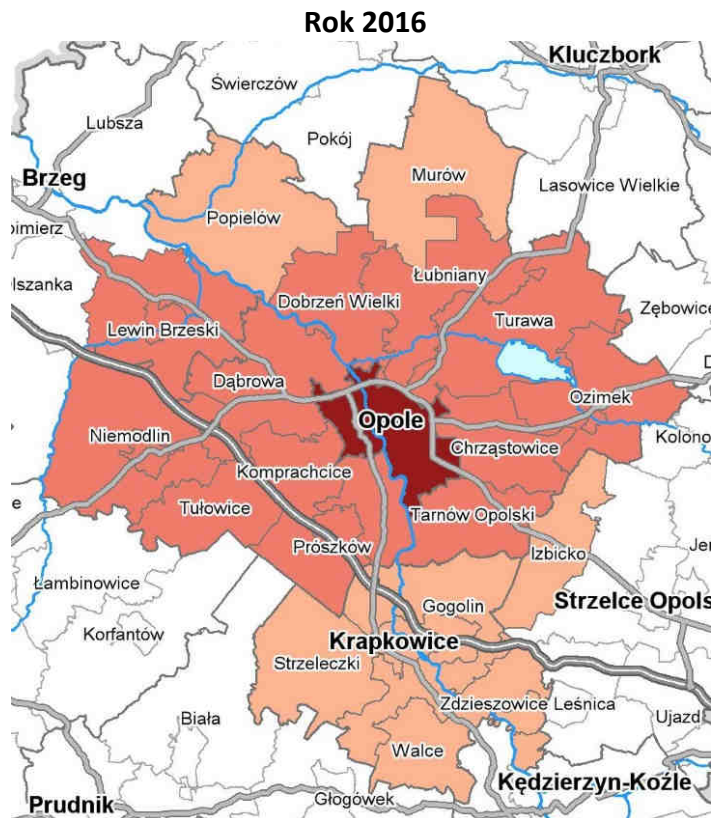 Rok 2016
Kluczbork
Świerczów
Lubsza
Pokój
Brzeg
Murów
Lasowice Wielkie
Popielów
Łubniany
Dobrzeń Wielki
Zębowice
Lewin Brzeski
Turawa
Dąbrowa
Ozimek
Opole
Niemodlin
Chrząstowice
Komprachcice
Tułowice
Tarnów Opolski
Prószków
Izbicko
Łambinowice
Gogolin
Strzelce Opols
Korfantów
Krapkowice
Strzeleczki
Zdzieszowice
Leśnica
Biała
Ujazd
Walce
Kędzierzyn-Koźle
Prudnik
Głogówek